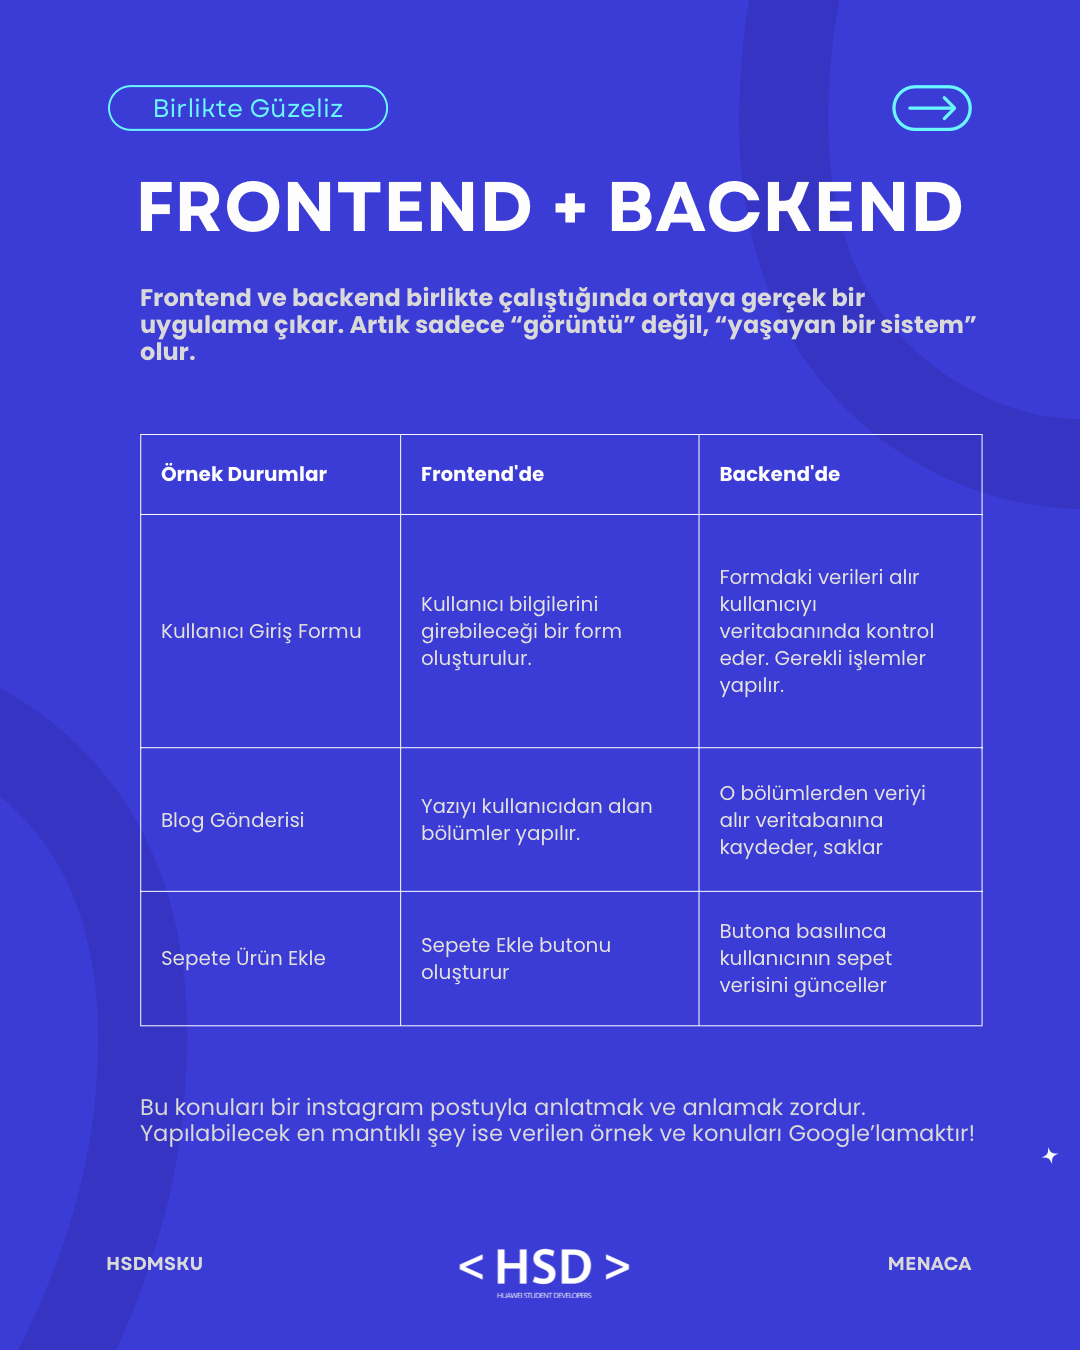 Birlikte Güzeliz
FRONTEND + BACKEND
Frontend ve backend birlikte çalıştığında ortaya gerçek bir
uygulama çıkar. Artık sadece “görüntü” değil, “yaşayan bir sistem”
olur.
Örnek Durumlar
Frontend'de
Backend'de
Kullanıcı Giriş Formu
Kullanıcı bilgilerini
girebileceği bir form
oluşturulur.
Formdaki verileri alır
kullanıcıyı
veritabanında kontrol
eder. Gerekli işlemler
yapılır.
Blog Gönderisi
Yazıyı kullanıcıdan alan
bölümler yapılır.
O bölümlerden veriyi
alır veritabanına
kaydeder, saklar
Sepete Ürün Ekle
Sepete Ekle butonu
oluşturur
Butona basılınca
kullanıcının sepet
verisini günceller
Bu konuları bir instagram postuyla anlatmak ve anlamak zordur.
Yapılabilecek en mantıklı şey ise verilen örnek ve konuları Google’lamaktır!
HSDMSKU
< HSD >
HUAWEI STUDENT DEVELOPERS
MENACA